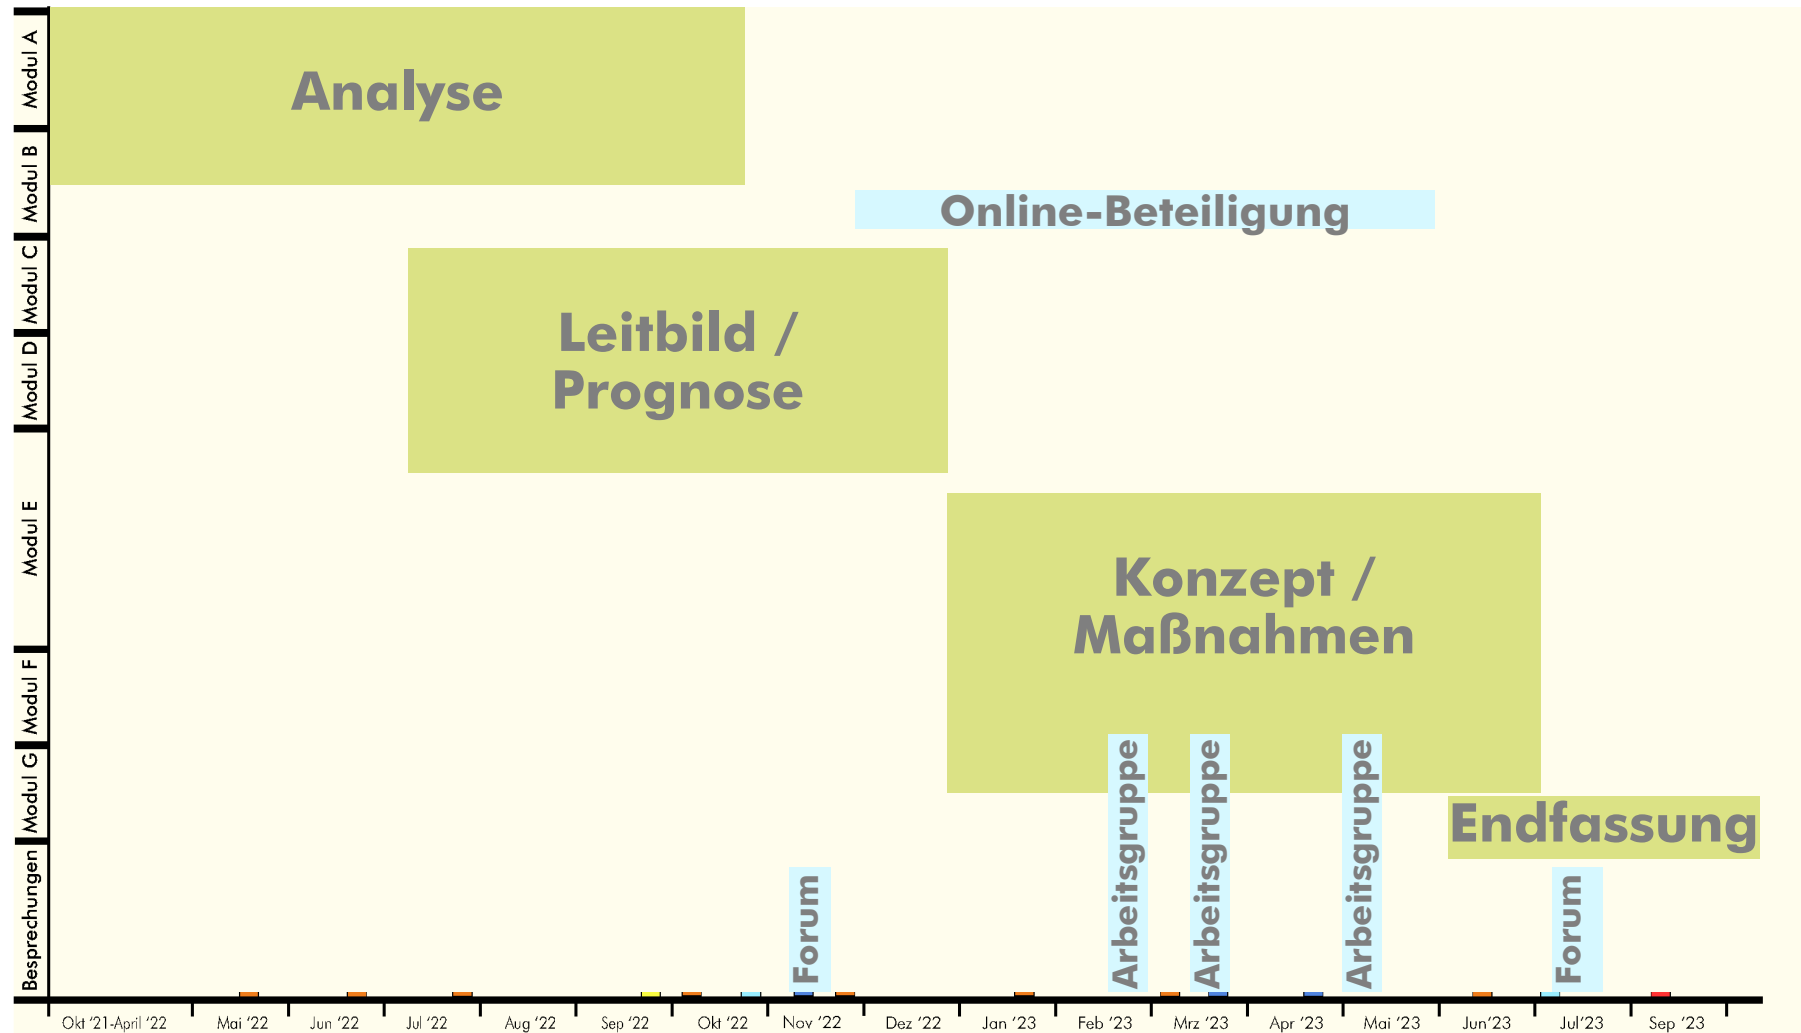 Modul A
Analyse
Modul B
Online-Beteiligung
Modul C
Leitbild /
Prognose
Modul D
Modul E
Konzept /
Maßnahmen
Modul F
Modul G
Endfassung
Besprechungen
Forum
Arbeitsgruppe
Arbeitsgruppe
Arbeitsgruppe
Forum
Okt ‘21-April ‘22 Mai ‘22 Jun ‘22 Jul ‘22 Aug ‘22 Sep ‘22 Okt ‘22 Nov ‘22 Dez ‘22 Jan ‘23 Feb ‘23 Mrz ‘23 Apr ‘23 Mai ‘23 Jun‘23 Jul‘23 Sep ‘23